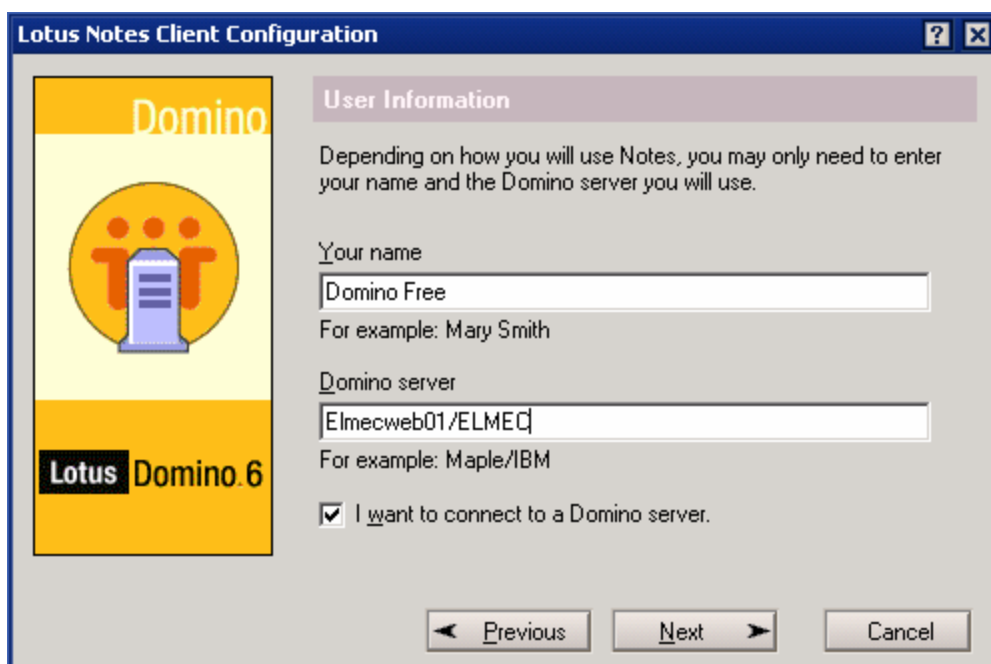 Lotus Notes Client Configuration
Domino
Lotus Domino.6
User Information
Depending on how you will use Notes, you may only need to enter
your name and the Domino server you will use.
Your name
Domino Free
For example: Mary Smith
Domino server
Elmecweb01/ELMEC
For example: Maple/IBM
I want to connect to a Domino server.
Previous
Next
Cancel